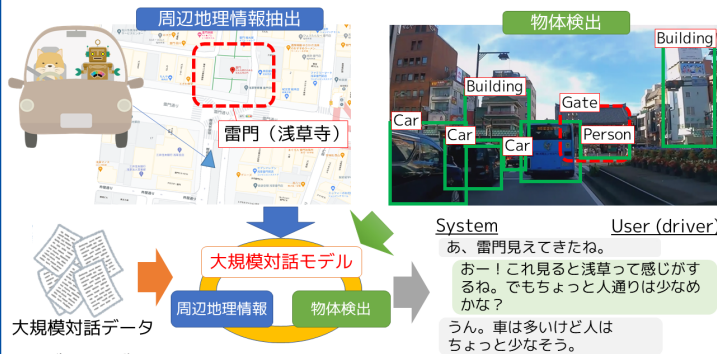 周辺地理情報抽出
雷門（浅草寺）
物体検出
Building
Building
Gate
Car
Car
Car
Person
大規模対話データ
大規模対話モデル
周辺地理情報
物体検出
System
User (driver)
あ、雷門見えてきたね。
おー！これ見ると浅草って感じがす
るね。でもちょっと人通りは少なめ
かな？
うん。車は多いけど人は
ちょっと少なそう。